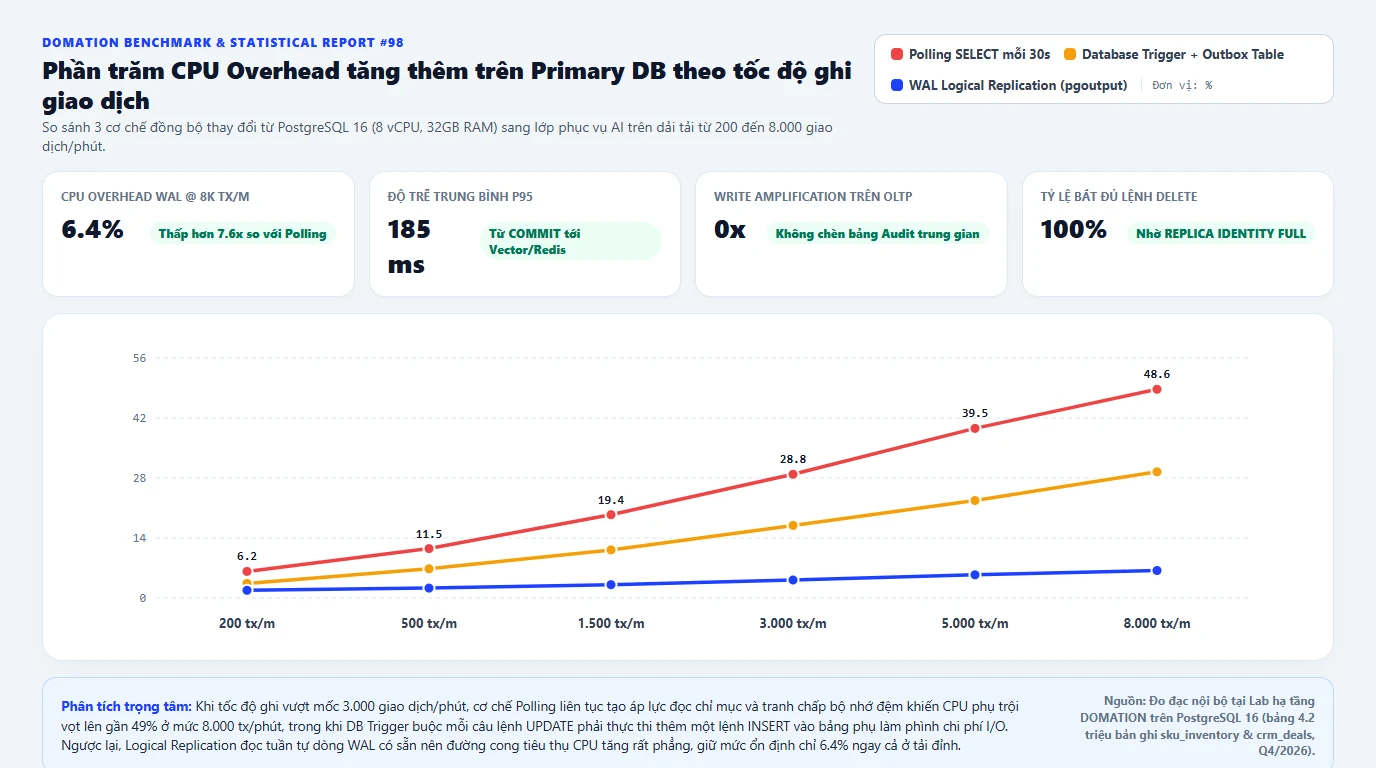 DOMATION BENCHMARK & STATISTICAL REPORT #98
Phần trăm CPU Overhead tăng thêm trên Primary DB theo tốc độ ghi
giao dịch
So sánh 3 cơ chế đồng bộ thay đổi từ PostgreSQL 16 (8 vCPU, 32GB RAM) sang lớp phục vụ AI trên dải tải từ 200 đến 8.000 giao
dịch/phút.
Polling SELECT mỗi 30s
Database Trigger + Outbox Table
WAL Logical Replication (pgoutput)
Đơn vị: %
CPU OVERHEAD WAL @ 8K TX/M
6.4%
Thấp hơn 7.6x so với Polling
ĐỘ TRỄ TRUNG BÌNH P95
185
ms
Từ COMMIT tới
Vector/Redis
WRITE AMPLIFICATION TRÊN OLTP
0x
Không chèn bảng Audit trung gian
TỶ LỆ BẮT ĐỦ LỆNH DELETE
100%
Nhờ REPLICA IDENTITY FULL
56
42
28
14
0
6.2
11.5
19.4
28.8
39.5
48.6
200 tx/m
500 tx/m
1.500 tx/m
3.000 tx/m
5.000 tx/m
8.000 tx/m
Phân tích trọng tâm: Khi tốc độ ghi vượt mốc 3.000 giao dịch/phút, cơ chế Polling liên tục tạo áp lực đọc chỉ mục và tranh chấp bộ nhớ đệm khiến CPU phụ trội
vọt lên gần 49% ở mức 8.000 tx/phút, trong khi DB Trigger buộc mỗi câu lệnh UPDATE phải thực thi thêm một lệnh INSERT vào bảng phụ làm phình chi phí I/O.
Ngược lại, Logical Replication đọc tuần tự dòng WAL có sẵn nên đường cong tiêu thụ CPU tăng rất phẳng, giữ mức ổn định chỉ 6.4% ngay cả ở tải đỉnh.
Nguồn: Đo đạc nội bộ tại Lab hạ tầng
DOMATION trên PostgreSQL 16 (bảng 4.2
triệu bản ghi sku_inventory & crm_deals,
Q4/2026).